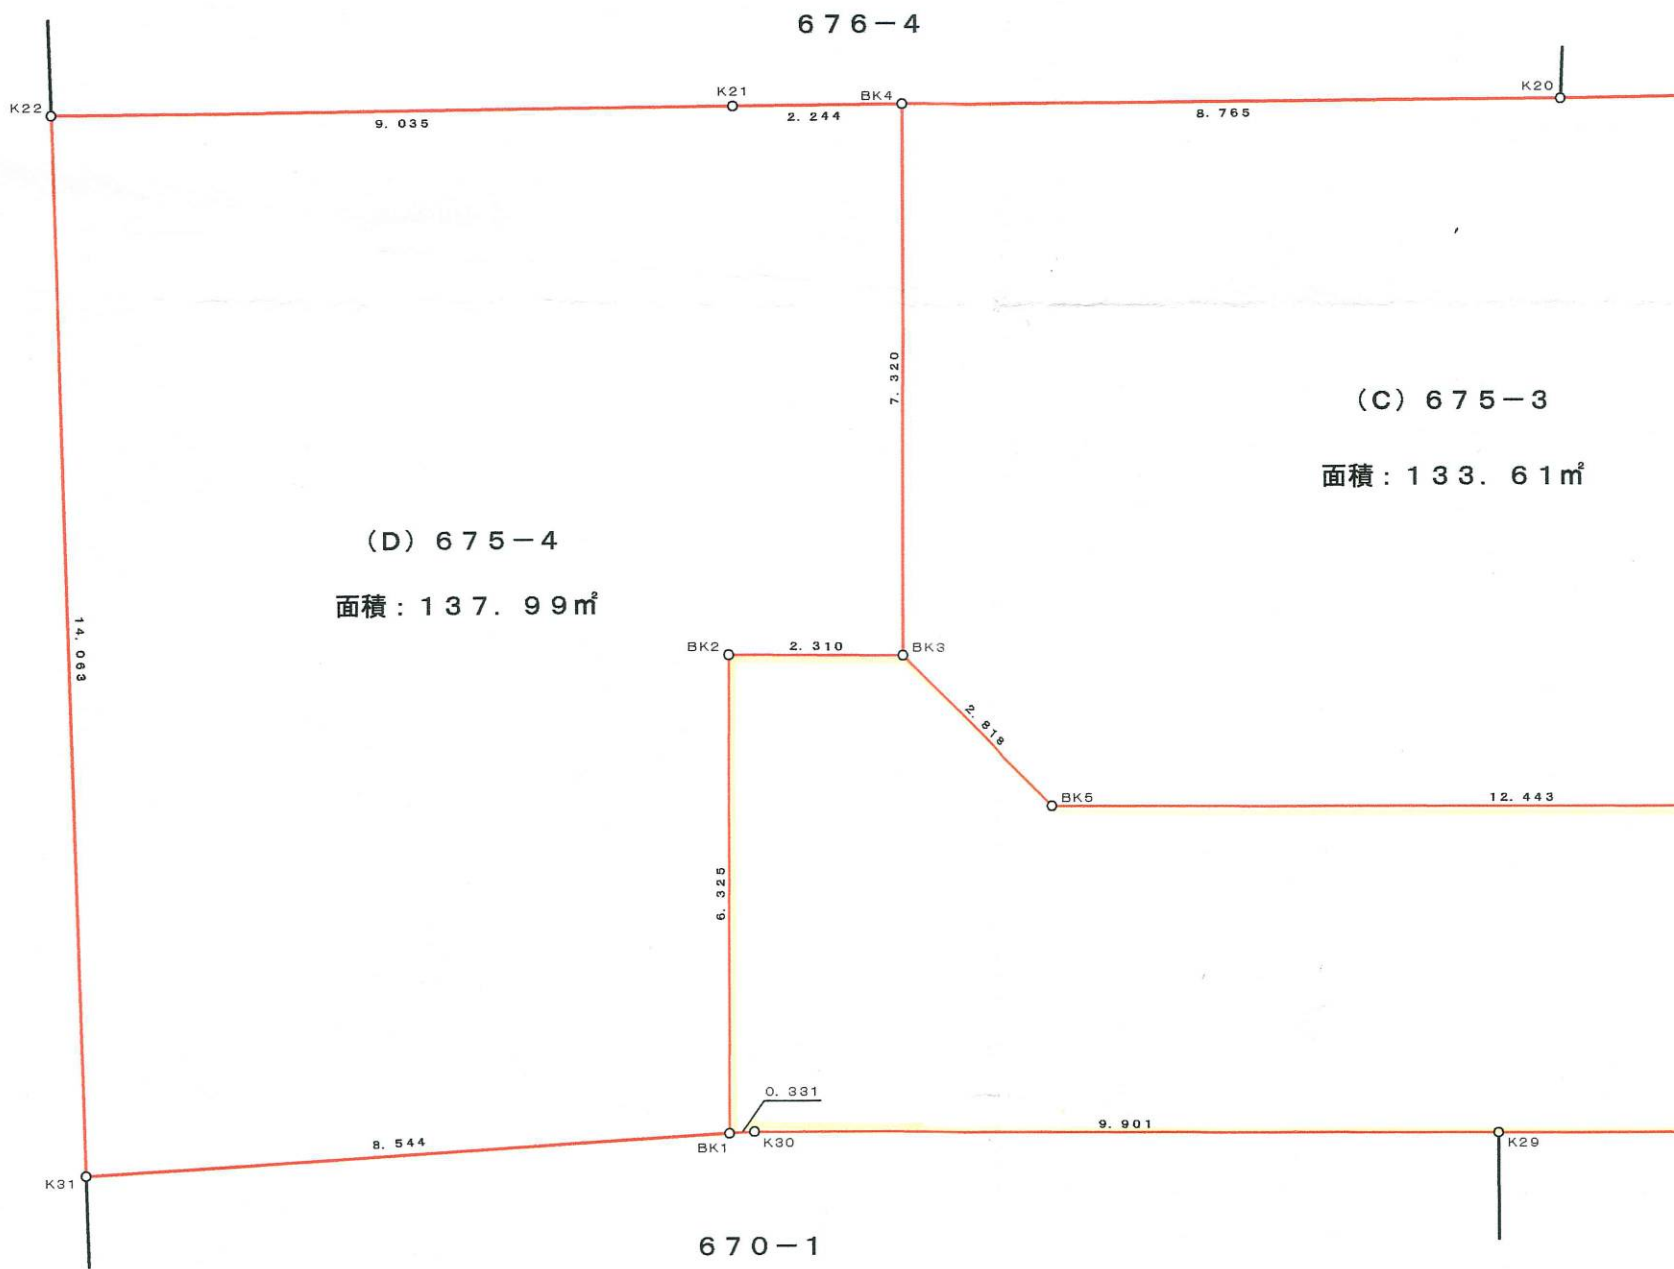 676-4
K22
K21
BK4
K20
9.035
2.244
8.765
7.320
(C) 675-3
面積:133.61㎡
(D) 675-4
面積:137.99㎡
14.063
BK2
2.310
BK3
2.818
BK5
12.443
6.325
0.331
8.544
BK1
K30
9.901
K29
K31
670-1